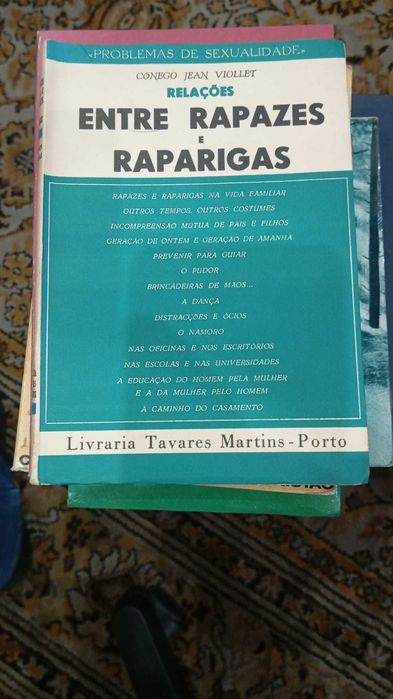 «PROBLEMAS DE SEXUALIDADE»
CÓNEGO JEAN VIOLLET
RELAÇÕES
ENTRE RAPAZES
E
RAPARIGAS
RAPAZES E RAPARIGAS NA VIDA FAMILIAR
OUTROS TEMPOS, OUTROS COSTUMES
INCOMPREENSÃO MÚTUA DE PAIS E FILHOS
GERAÇÃO DE ONTEM E GERAÇÃO DE AMANHÃ
PREVENIR PARA GUIAR
O PUDOR
BRINCADEIRAS DE MÃOS...
A DANÇA
DISTRACÇÕES E ÓCIOS
O NAMORO
NAS OFICINAS E NOS ESCRITÓRIOS
NAS ESCOLAS E NAS UNIVERSIDADES
A EDUCAÇÃO DO HOMEM PELA MULHER
E A DA MULHER PELO HOMEM
A CAMINHO DO CASAMENTO
Livraria Tavares Martins-Porto